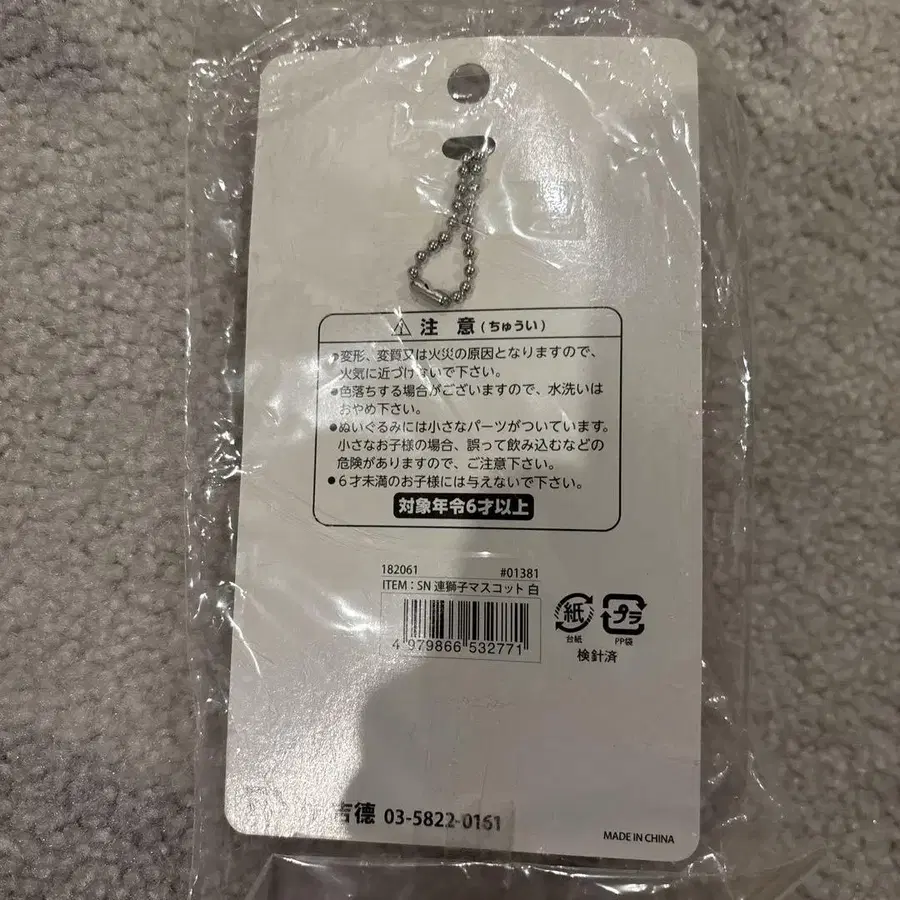 ⚠ 注意(ちゅうい)
●変形、変質又は火災の原因となりますので、
火気に近づけないで下さい。
●色落ちする場合がございますので、水洗いは
おやめ下さい。
●ぬいぐるみには小さなパーツがついています。
小さなお子様の場合、誤って飲み込むなどの
危険がありますので、ご注意下さい。
●6才未満のお子様には与えないで下さい。
対象年令6才以上
182061 #01381
ITEM:SN 連獅子マスコット 白
4 979866 532771
紙
台紙
プラ
PP袋
検針済
吉德 03-5822-0161
MADE IN CHINA